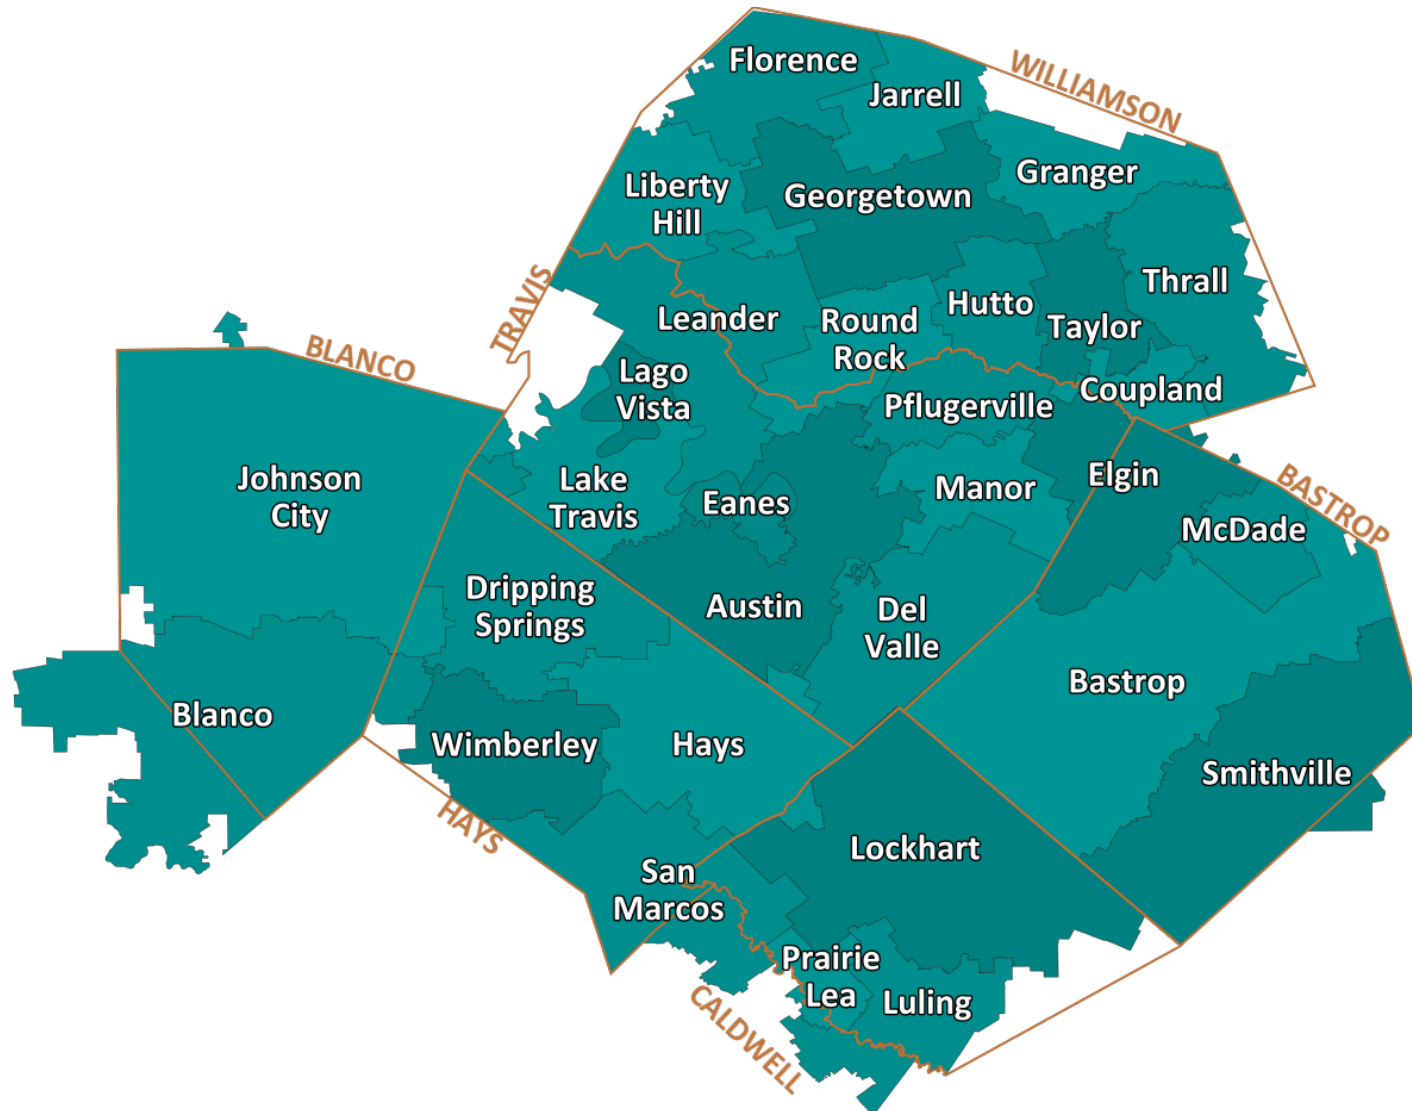 Florence
WILLIAMSON
Jarrell
Granger
Liberty
Hill
Georgetown
Thrall
TRAVIS
Leander
Round
Rock
Hutto
Taylor
BLANCO
Lago
Vista
Pflugerville
Coupland
Johnson
City
Lake
Travis
Eanes
Manor
Elgin
BASTROP
McDade
Dripping
Springs
Austin
Del
Valle
Bastrop
Blanco
Wimberley
Hays
Smithville
HAYS
Lockhart
San
Marcos
Prairie
Lea
Luling
CALDWELL